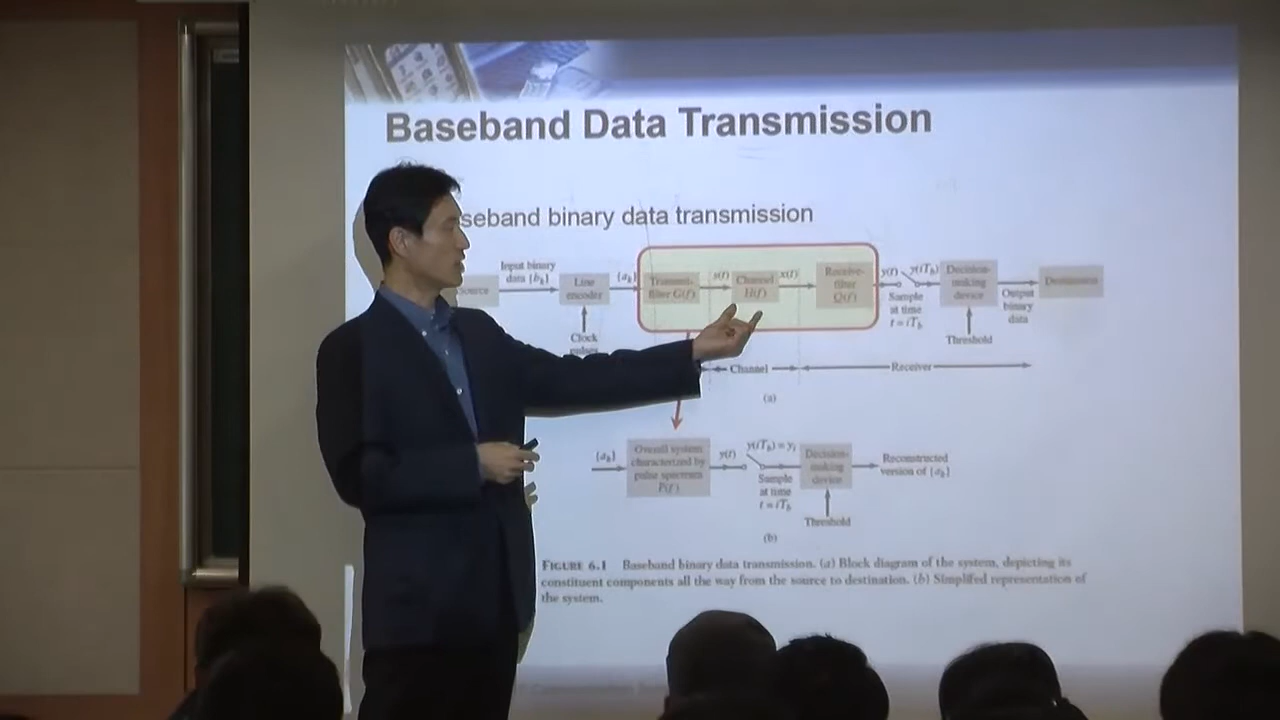 Baseband Data Transmission
seband binary data transmission
Input binary
data {bk}
Source
Line
encoder
{ak}
Transmit-
filter G(f)
s(t)
Channel
H(f)
x(t)
Receive-
filter Q(f)
y(t)
y(iTb)
Sample
at time
t = iTb
Decision-
making
device
Output
binary
data
Destination
Clock
pulses
Threshold
Channel
Receiver
(a)
{ak}
Overall system
characterized by
pulse spectrum
P(f)
y(t)
y(iTb) = yi
Sample
at time
t = iTb
Decision-
making
device
Reconstructed
version of {ak}
Threshold
(b)
FIGURE 6.1 Baseband binary data transmission. (a) Block diagram of the system, depicting its
constituent components all the way from the source to destination. (b) Simplified representation of
the system.